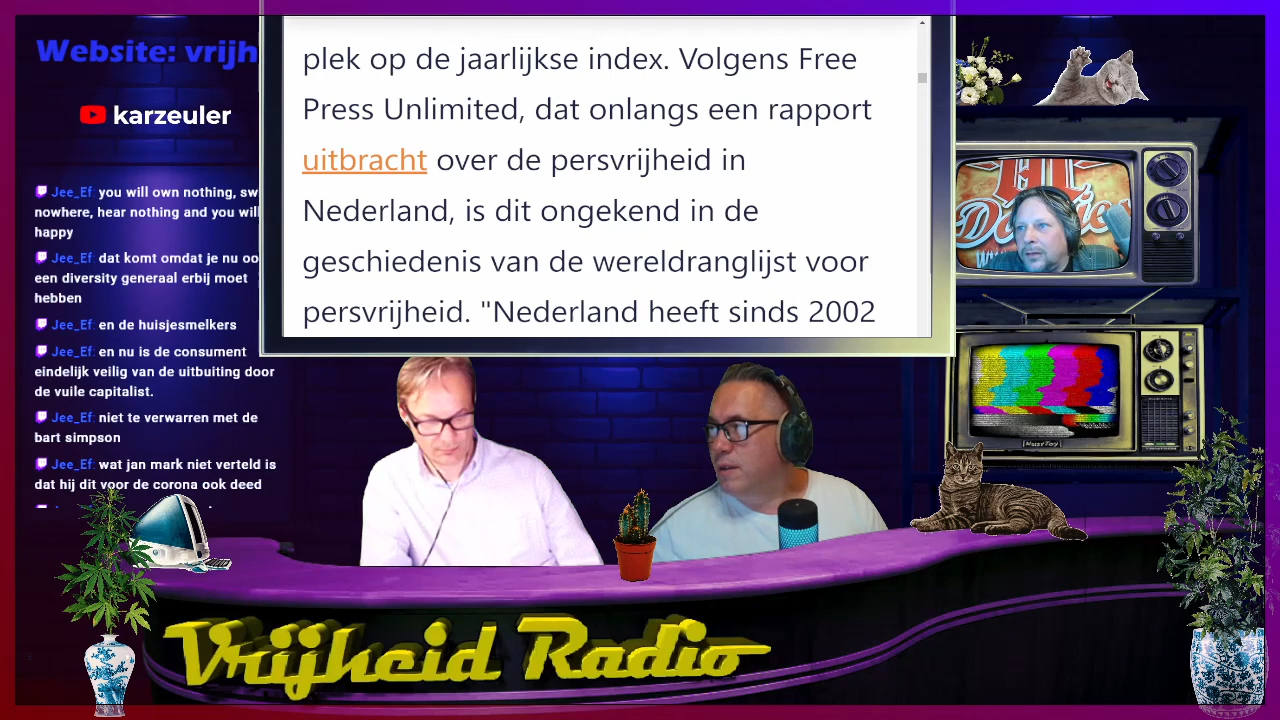 Website: vrijh
karzeuler
Jee_Ef: you will own nothing, sw
nowhere, hear nothing and you will
happy
Jee_Ef: dat komt omdat je nu oo
een diversity generaal erbij moet
hebben
Jee_Ef: en de huisjesmelkers
Jee_Ef: en nu is de consument
eindelijk veilig van de uitbuiting door
de vuile capitalist.
Jee_Ef: niet te verwarren met de
bart simpson
Jee_Ef: wat jan mark niet verteld is
dat hij dit voor de corona ook deed
plek op de jaarlijkse index. Volgens Free
Press Unlimited, dat onlangs een rapport
uitbracht over de persvrijheid in
Nederland, is dit ongekend in de
geschiedenis van de wereldranglijst voor
persvrijheid. "Nederland heeft sinds 2002
Vrijheid Radio